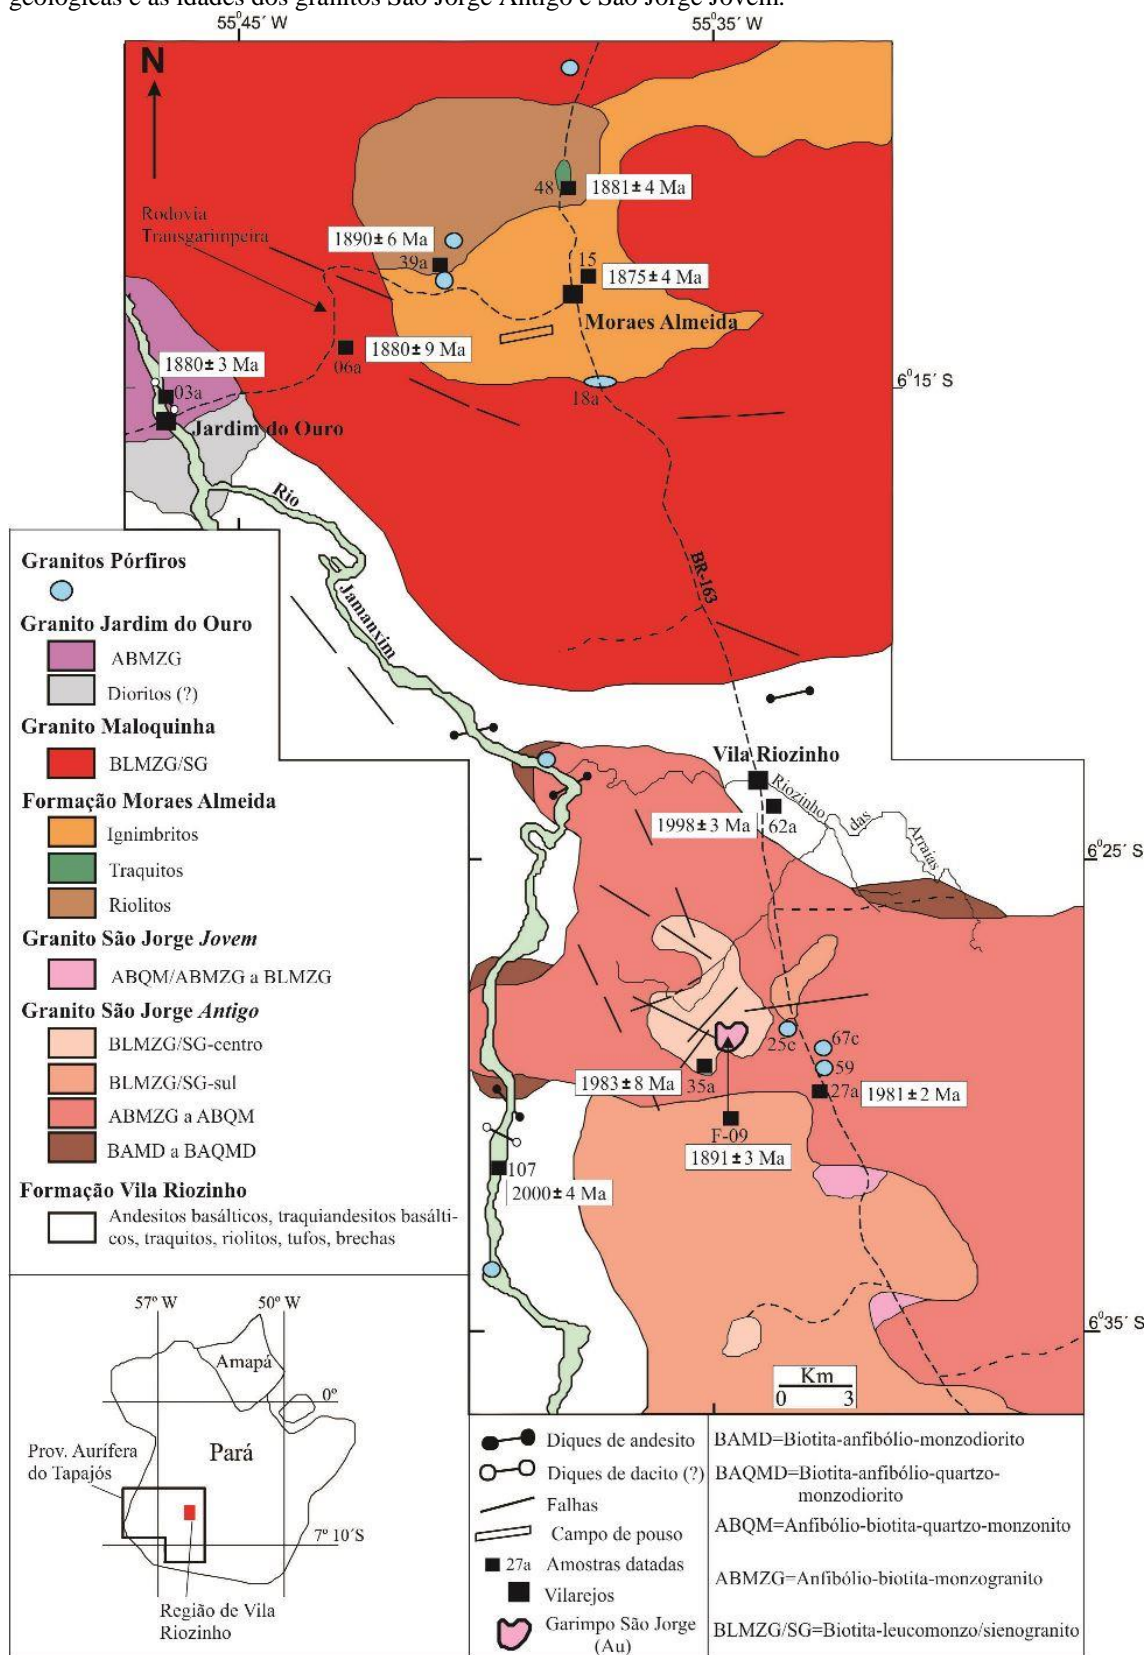 geológicas e as idades dos granitos São Jorge Antigo e São Jorge Jovem.
55°45´ W
55°35´ W
N
48
1881±4 Ma
Rodovia
Transgarimpeira
1890±6 Ma
39a
15
1875±4 Ma
Moraes Almeida
1880±9 Ma
06a
1880±3 Ma
03a
6°15´ S
18a
Jardim do Ouro
Rio
Jamanxim
BR-163
Granitos Pórfiros
Granito Jardim do Ouro
ABMZG
Dioritos (?)
Granito Maloquinha
BLMZG/SG
Formação Moraes Almeida
Ignimbritos
Traquitos
Riolitos
Granito São Jorge Jovem
ABQM/ABMZG a BLMZG
Granito São Jorge Antigo
BLMZG/SG-centro
BLMZG/SG-sul
ABMZG a ABQM
BAMD a BAQMD
Formação Vila Riozinho
Andesitos basálticos, traquiandesitos basálti-
cos, traquitos, riolitos, tufos, brechas
Vila Riozinho
Riozinho
das
Arraias
1998±3 Ma
62a
6°25´ S
25c
67c
59
27a
1981±2 Ma
1983±8 Ma
35a
F-09
1891±3 Ma
107
2000±4 Ma
6°35´ S
Km
0 3
57º W
50º W
Amapá
0º
Pará
Prov. Aurífera
do Tapajós
7º 10´S
Região de Vila
Riozinho
Diques de andesito
Diques de dacito (?)
Falhas
Campo de pouso
27a Amostras datadas
Vilarejos
Garimpo São Jorge
(Au)
BAMD=Biotita-anfibólio-monzodiorito
BAQMD=Biotita-anfibólio-quartzo-
monzodiorito
ABQM=Anfibólio-biotita-quartzo-monzonito
ABMZG=Anfibólio-biotita-monzogranito
BLMZG/SG=Biotita-leucomonzo/sienogranito